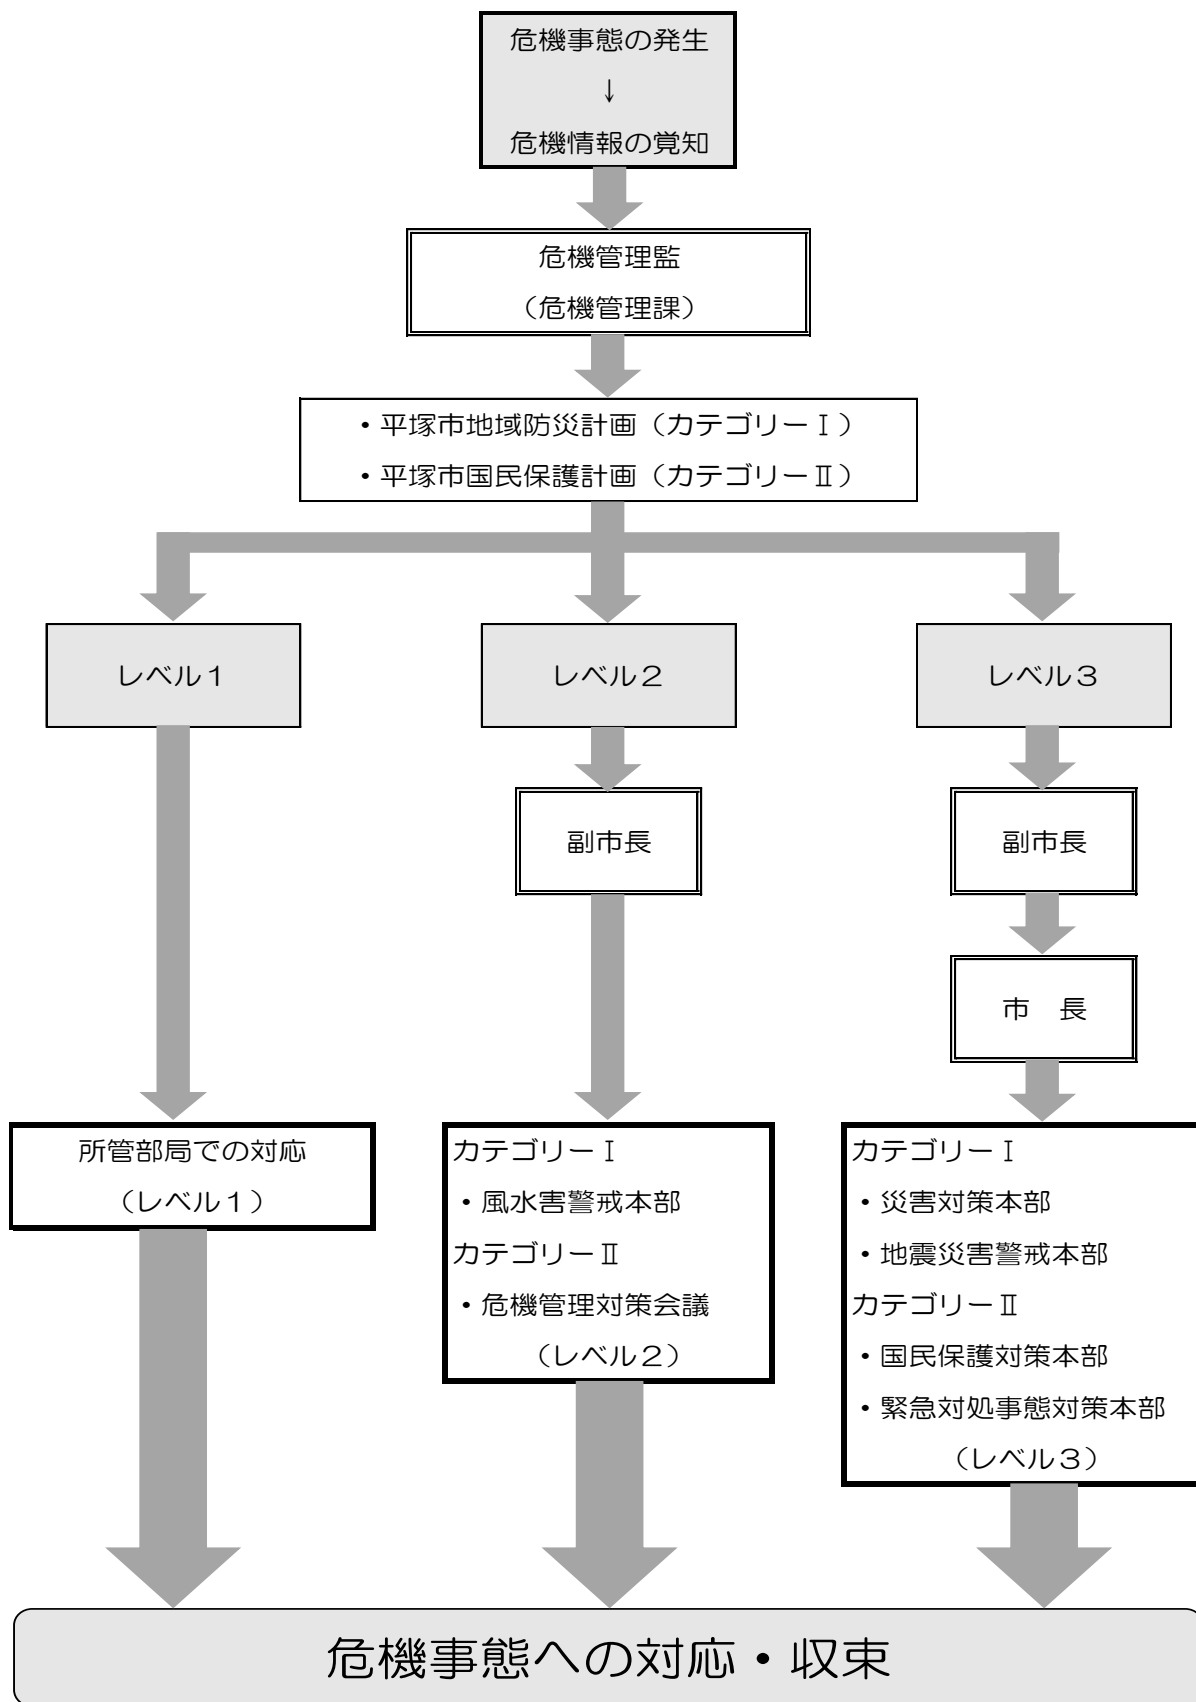 危機事態の発生
↓
危機情報の覚知
危機管理監
（危機管理課）
・平塚市地域防災計画（カテゴリーⅠ）
・平塚市国民保護計画（カテゴリーⅡ）
レベル１
レベル２
レベル３
副市長
副市長
市　長
所管部局での対応
（レベル１）
カテゴリーⅠ
・風水害警戒本部
カテゴリーⅡ
・危機管理対策会議
（レベル２）
カテゴリーⅠ
・災害対策本部
・地震災害警戒本部
カテゴリーⅡ
・国民保護対策本部
・緊急対処事態対策本部
（レベル３）
危機事態への対応・収束